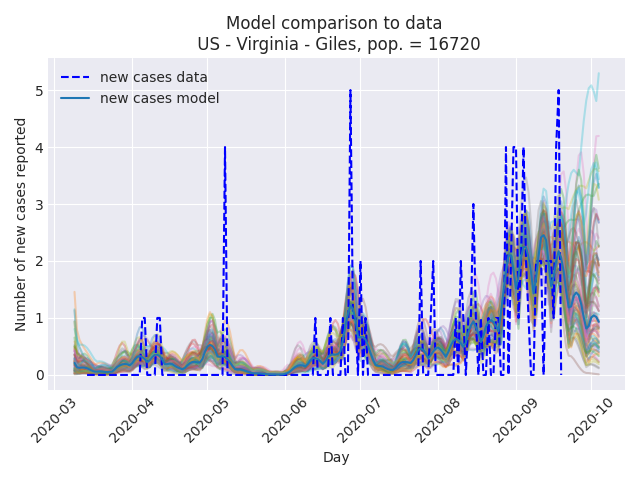 Model comparison to data
US - Virginia - Giles, pop. = 16720
new cases data
new cases model
Number of new cases reported
5
4
3
2
1
0
2020-03
2020-04
2020-05
2020-06
2020-07
2020-08
2020-09
2020-10
Day